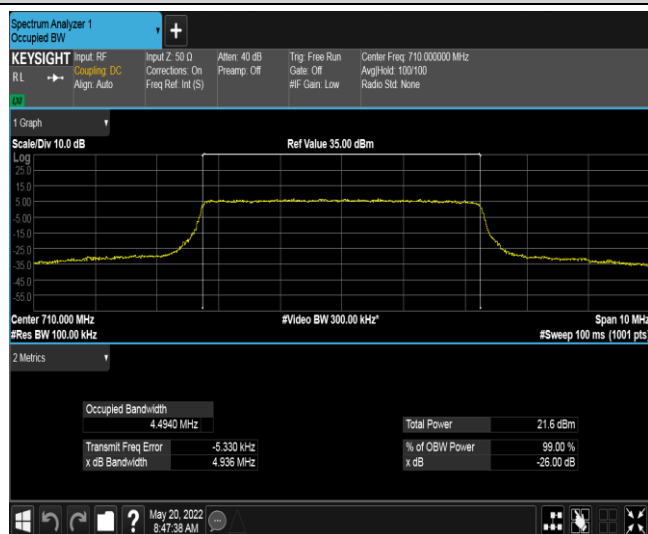 Spectrum Analyzer 1
Occupied BW
+
KEYSIGHT
RL
LXI
Input: RF
Coupling: DC
Align: Auto
Input Z: 50 Ω
Corrections: On
Freq Ref: Int (S)
Atten: 40 dB
Preamp: Off
Trig: Free Run
Gate: Off
#IF Gain: Low
Center Freq: 710.000000 MHz
Avg|Hold: 100/100
Radio Std: None
1 Graph
Scale/Div 10.0 dB
Ref Value 35.00 dBm
Log
25.0
15.0
5.00
-5.00
-15.0
-25.0
-35.0
-45.0
-55.0
Center 710.000 MHz
#Res BW 100.00 kHz
#Video BW 300.00 kHz*
Span 10 MHz
#Sweep 100 ms (1001 pts)
2 Metrics
Occupied Bandwidth
4.4940 MHz
Total Power 21.6 dBm
Transmit Freq Error -5.330 kHz
% of OBW Power 99.00 %
x dB Bandwidth 4.936 MHz
x dB -26.00 dB
?
May 20, 2022
8:47:38 AM